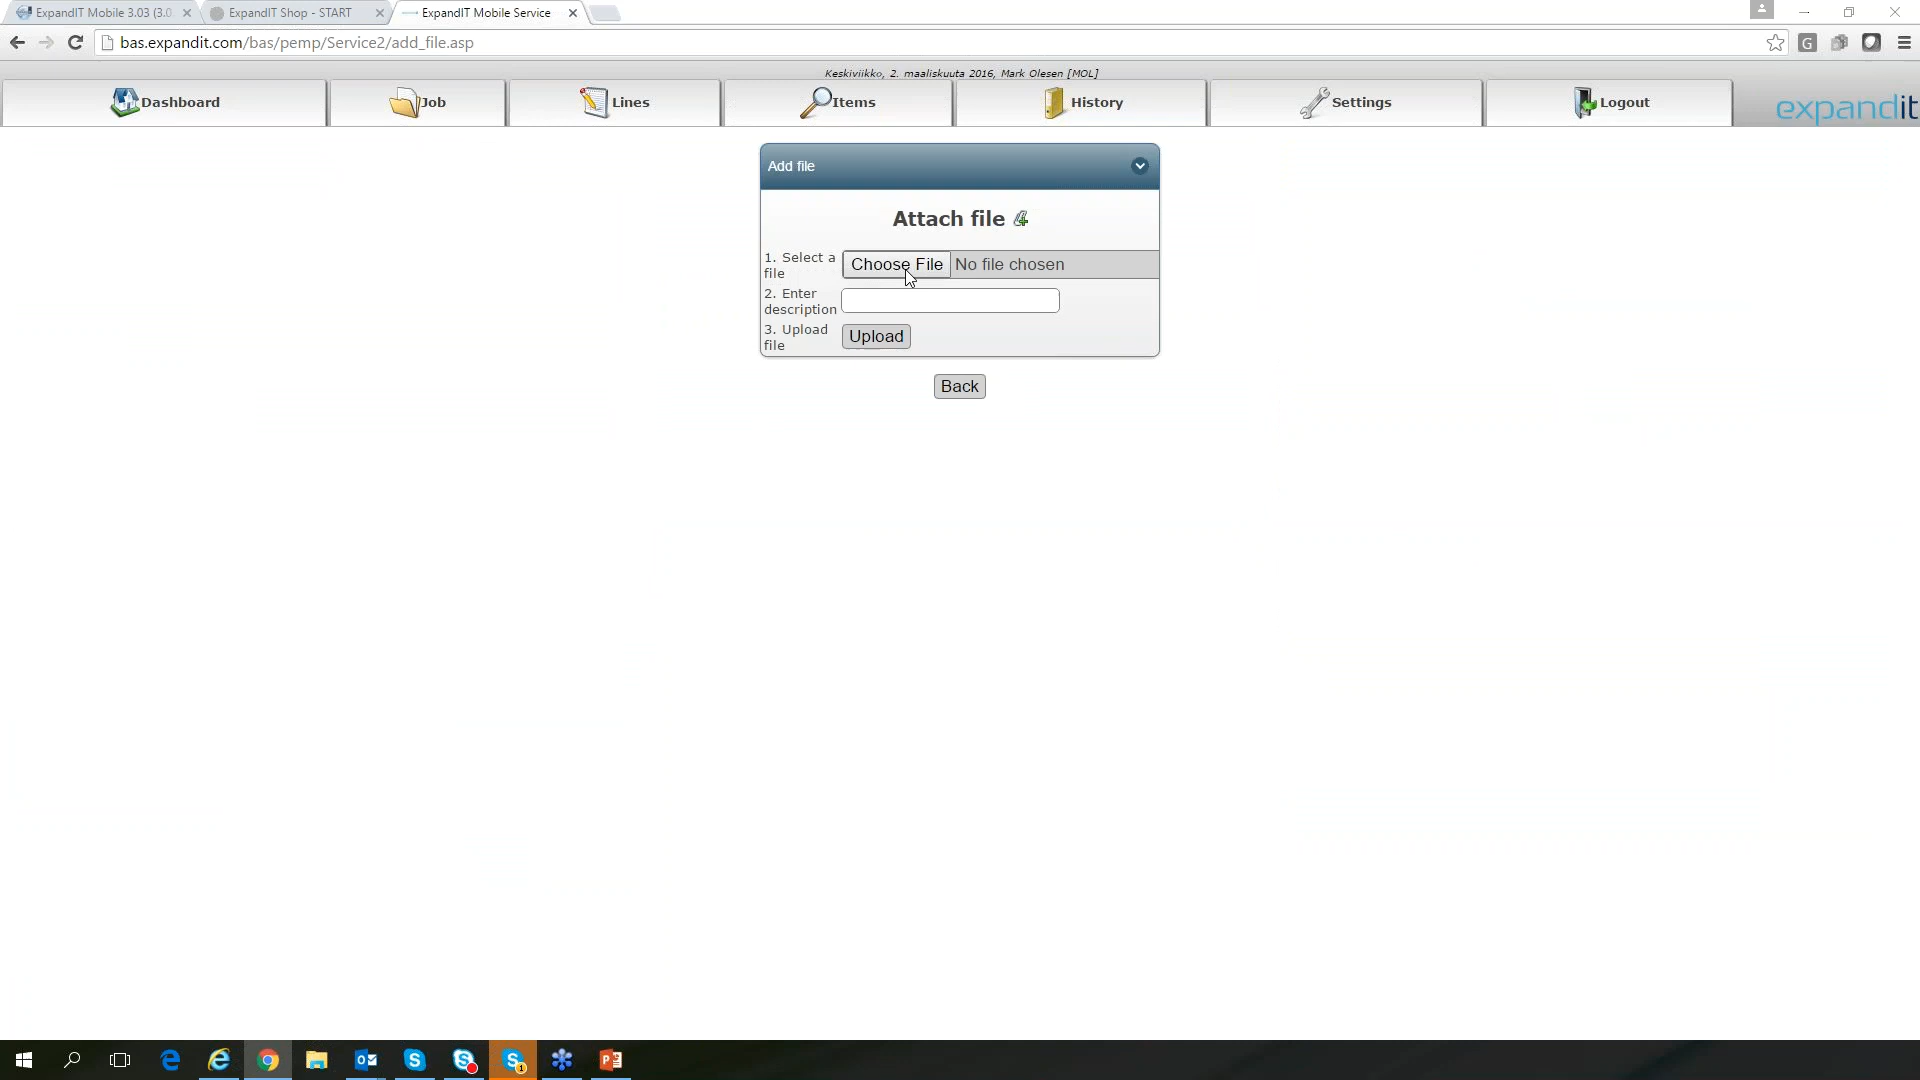 ExpandIT Mobile 3.03 (3.0
ExpandIT Shop - START
ExpandIT Mobile Service
bas.expandit.com/bas/pemp/Service2/add_file.asp
Keskiviikko, 2. maaliskuuta 2016, Mark Olesen [MOL]
Dashboard
Job
Lines
Items
History
Settings
Logout
expandit
Add file
Attach file
1. Select a
file
Choose File
No file chosen
2. Enter
description
3. Upload
file
Upload
Back